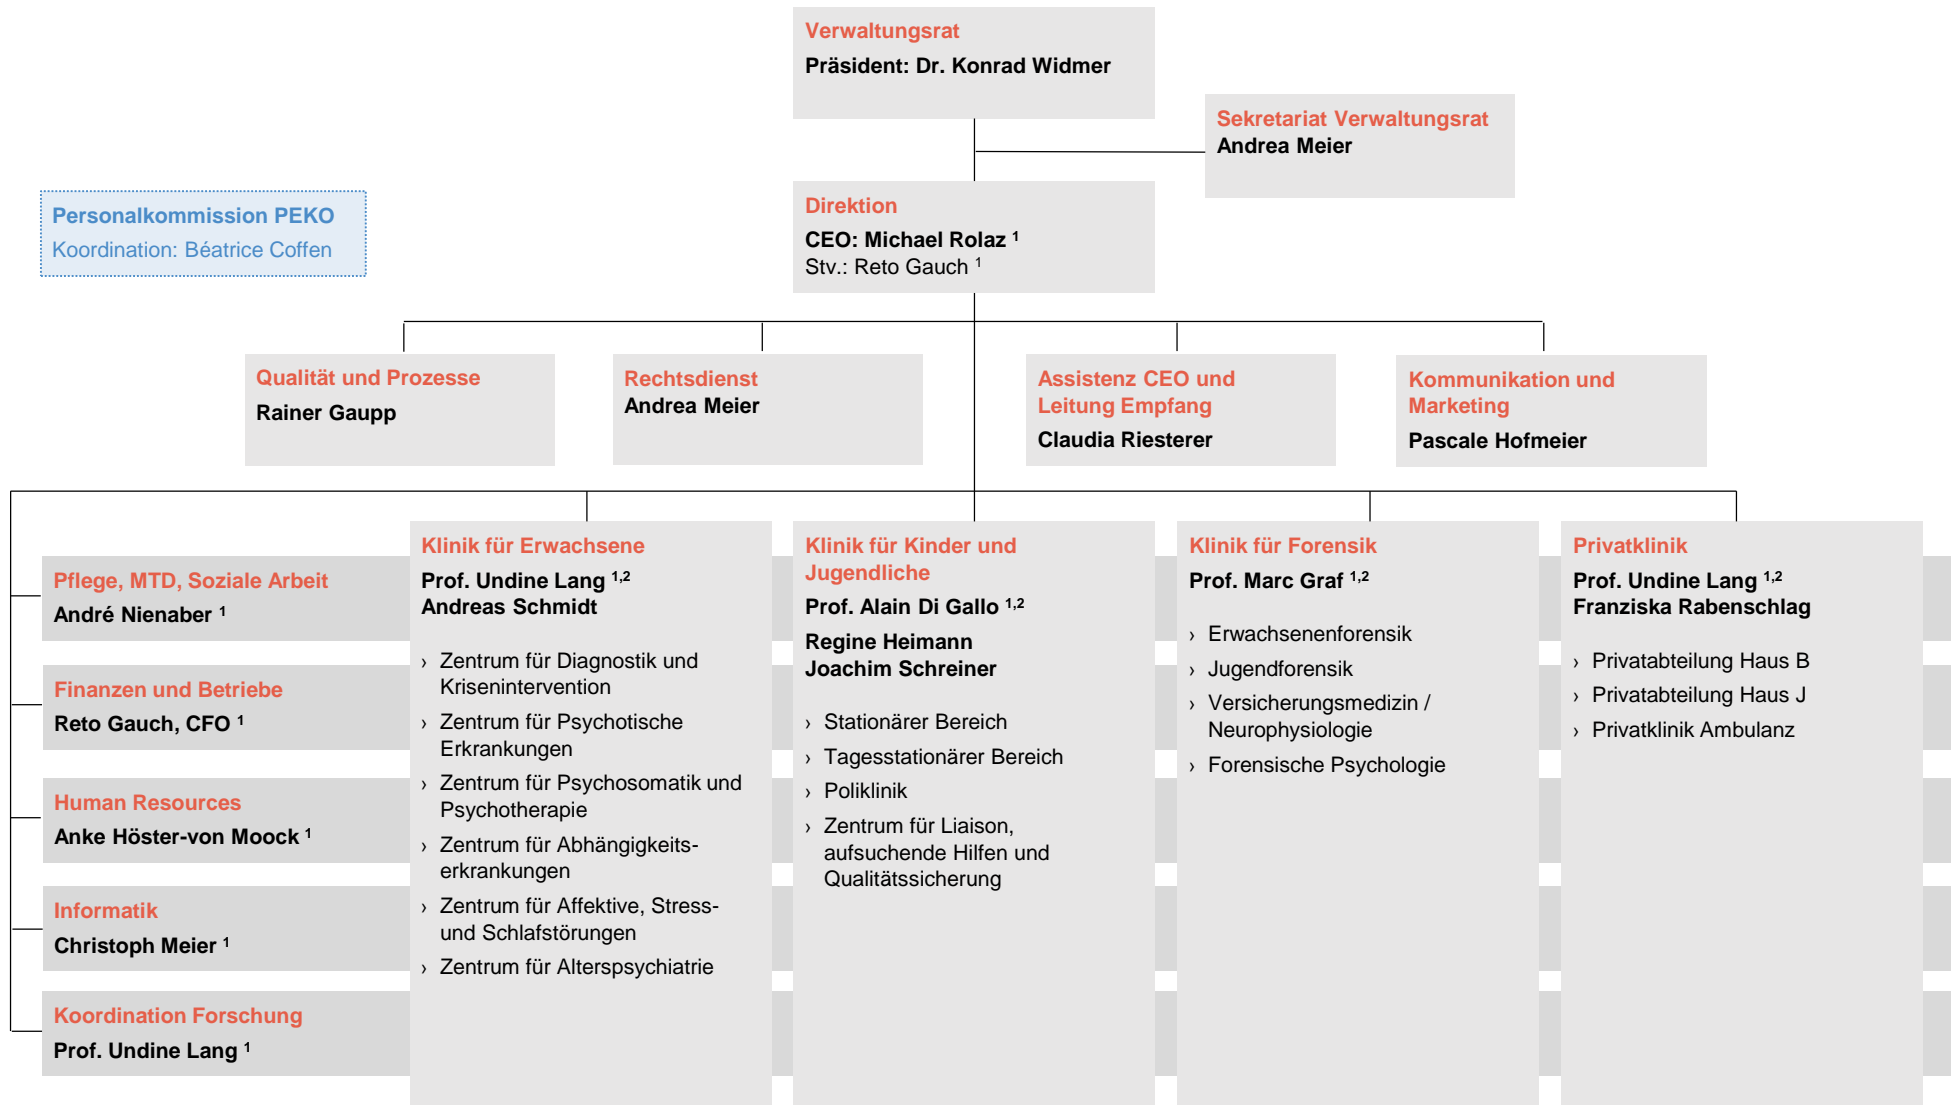 Verwaltungsrat
Präsident: Dr. Konrad Widmer
Sekretariat Verwaltungsrat
Andrea Meier
Personalkommission PEKO
Koordination: Béatrice Coffen
Direktion
CEO: Michael Rolaz ¹
Stv.: Reto Gauch ¹
Qualität und Prozesse
Rainer Gaupp
Rechtsdienst
Andrea Meier
Assistenz CEO und
Leitung Empfang
Claudia Riesterer
Kommunikation und
Marketing
Pascale Hofmeier
Pflege, MTD, Soziale Arbeit
André Nienaber ¹
Finanzen und Betriebe
Reto Gauch, CFO ¹
Human Resources
Anke Höster-von Moock ¹
Informatik
Christoph Meier ¹
Koordination Forschung
Prof. Undine Lang ¹
Klinik für Erwachsene
Prof. Undine Lang ¹,²
Andreas Schmidt
› Zentrum für Diagnostik und
Krisenintervention
› Zentrum für Psychotische
Erkrankungen
› Zentrum für Psychosomatik und
Psychotherapie
› Zentrum für Abhängigkeits-
erkrankungen
› Zentrum für Affektive, Stress-
und Schlafstörungen
› Zentrum für Alterspsychiatrie
Klinik für Kinder und
Jugendliche
Prof. Alain Di Gallo ¹,²
Regine Heimann
Joachim Schreiner
› Stationärer Bereich
› Tagesstationärer Bereich
› Poliklinik
› Zentrum für Liaison,
aufsuchende Hilfen und
Qualitätssicherung
Klinik für Forensik
Prof. Marc Graf ¹,²
› Erwachsenenforensik
› Jugendforensik
› Versicherungsmedizin /
Neurophysiologie
› Forensische Psychologie
Privatklinik
Prof. Undine Lang ¹,²
Franziska Rabenschlag
› Privatabteilung Haus B
› Privatabteilung Haus J
› Privatklinik Ambulanz